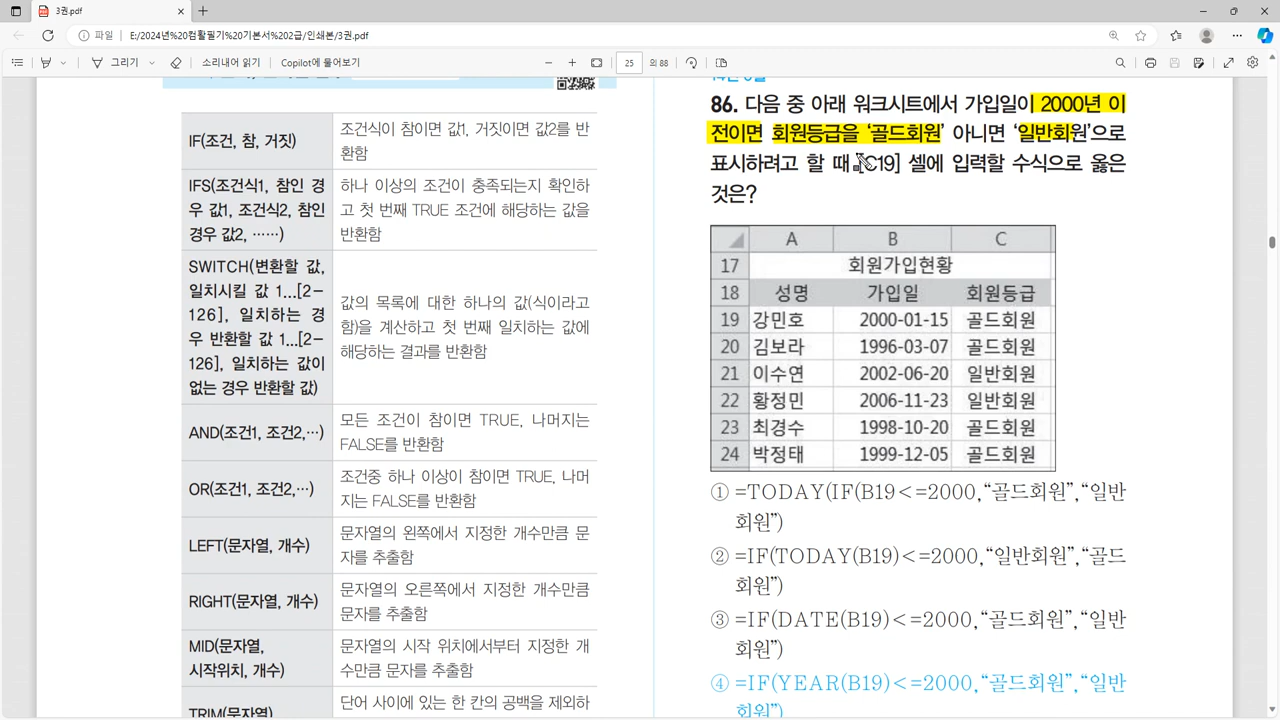 3권.pdf
파일
E:/2024년%20컴활필기%20기본서%202급/인쇄본/3권.pdf
그리기
소리내어 읽기
Copilot에 물어보기
25
외 88
IF(조건, 참, 거짓)
조건식이 참이면 값1, 거짓이면 값2를 반
환함
IFS(조건식1, 참인 경
우 값1, 조건식2, 참인
경우 값2, ⋯⋯)
하나 이상의 조건이 충족되는지 확인하
고 첫 번째 TRUE 조건에 해당하는 값을
반환함
SWITCH(변환할 값,
일치시킬 값 1...[2-
126], 일치하는 경
우 반환할 값 1...[2-
126], 일치하는 값이
없는 경우 반환할 값)
값의 목록에 대한 하나의 값(식이라고
함)을 계산하고 첫 번째 일치하는 값에
해당하는 결과를 반환함
AND(조건1, 조건2,⋯)
모든 조건이 참이면 TRUE, 나머지는
FALSE를 반환함
OR(조건1, 조건2,⋯)
조건중 하나 이상이 참이면 TRUE, 나머
지는 FALSE를 반환함
LEFT(문자열, 개수)
문자열의 왼쪽에서 지정한 개수만큼 문
자를 추출함
RIGHT(문자열, 개수)
문자열의 오른쪽에서 지정한 개수만큼
문자를 추출함
MID(문자열,
시작위치, 개수)
문자열의 시작 위치에서부터 지정한 개
수만큼 문자를 추출함
TRIM(문자열)
단어 사이에 있는 한 칸의 공백을 제외하
86. 다음 중 아래 워크시트에서 가입일이 2000년 이
전이면 회원등급을 ‘골드회원’ 아니면 ‘일반회원’으로
표시하려고 할 때 [C19] 셀에 입력할 수식으로 옳은
것은?
A B C
17 회원가입현황
18 성명 가입일 회원등급
19 강민호 2000-01-15 골드회원
20 김보라 1996-03-07 골드회원
21 이수연 2002-06-20 일반회원
22 황정민 2006-11-23 일반회원
23 최경수 1998-10-20 골드회원
24 박정태 1999-12-05 골드회원
① =TODAY(IF(B19<=2000,“골드회원”,“일반
회원”)
② =IF(TODAY(B19)<=2000,“일반회원”,“골드
회원”)
③ =IF(DATE(B19)<=2000,“골드회원”,“일반
회원”)
④ =IF(YEAR(B19)<=2000,“골드회원”,“일반
회원”)